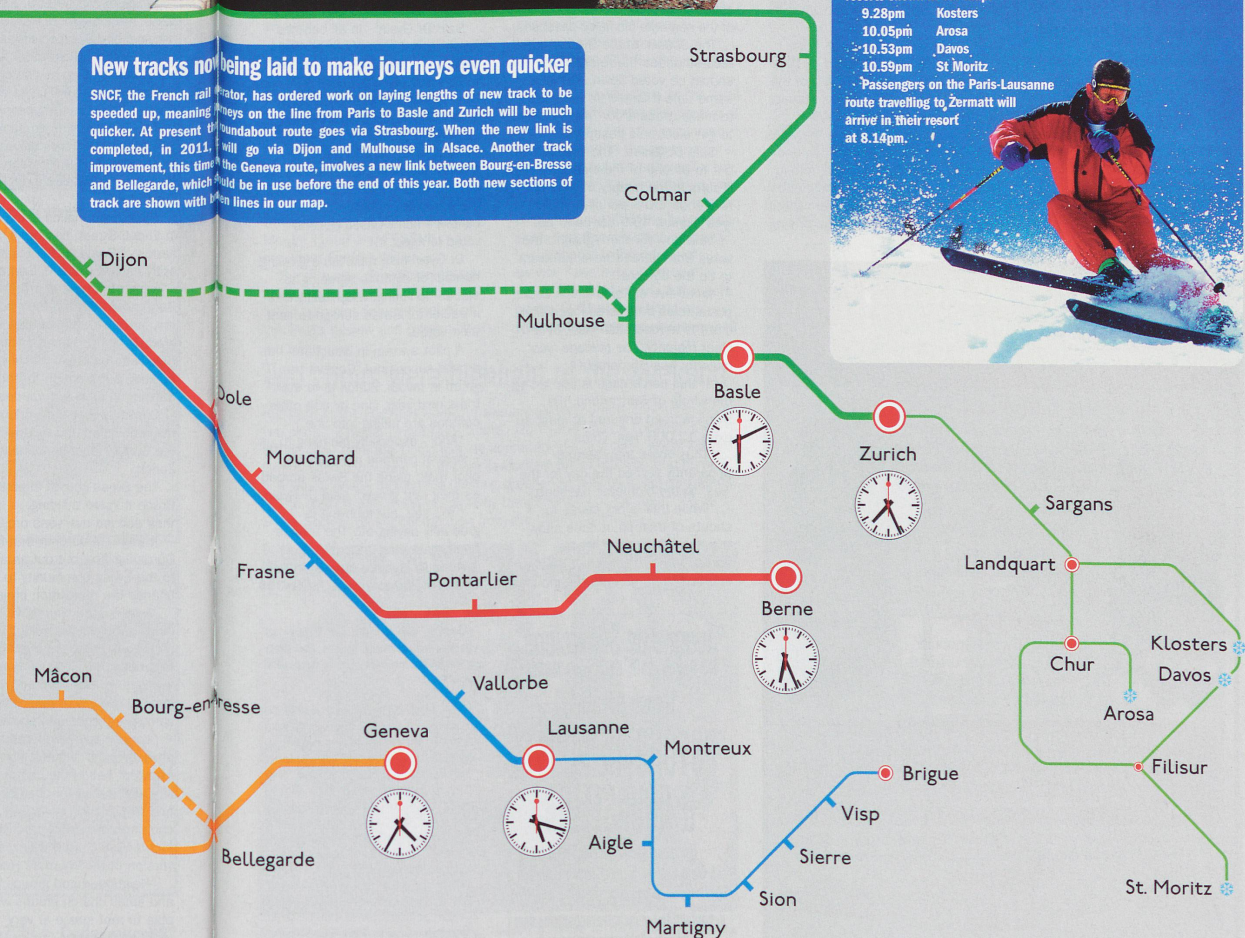 9.28pm Kosters
10.05pm Arosa
10.53pm Davos
10.59pm St Moritz
Passengers on the Paris-Lausanne
route travelling to Zermatt will
arrive in their resort
at 8.14pm.
New tracks now being laid to make journeys even quicker
SNCF, the French rail has ordered work on laying lengths of new track to be
speeded up, meaning on the line from Paris to Basle and Zurich will be much
quicker. At present roundabout route goes via Strasbourg. When the new link is
completed, in 2011, will go via Dijon and Mulhouse in Alsace. Another track
improvement, this time the Geneva route, involves a new link between Bourg-en-Bresse
and Bellegarde, which be in use before the end of this year. Both new sections of
track are shown with lines in our map.
Strasbourg
Colmar
Dijon
Mulhouse
Basle
Dole
Zurich
Mouchard
Sargans
Neuchâtel
Landquart
Frasne
Pontarlier
Berne
Klosters
Chur
Davos
Mâcon
Vallorbe
Bourg-en-Bresse
Arosa
Geneva
Lausanne
Montreux
Filisur
Brigue
Visp
Aigle
Sierre
Bellegarde
St. Moritz
Sion
Martigny